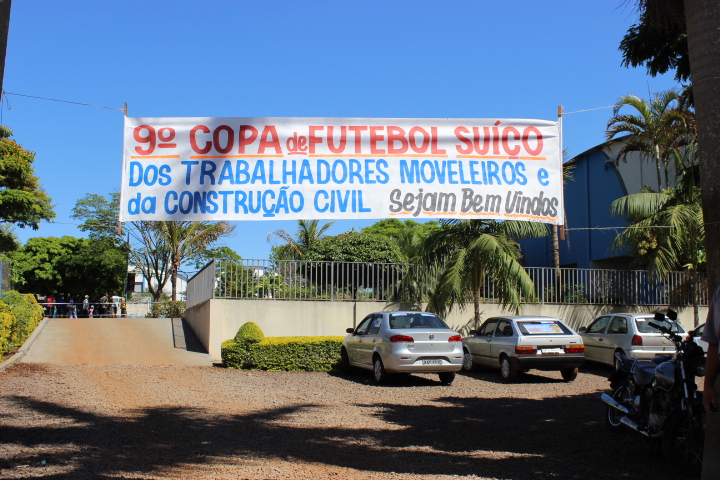 9º COPA de FUTEBOL SUÍÇO
DOS TRABALHADORES MOVELEIROS e
da CONSTRUÇÃO CIVIL Sejam Bem Vindos